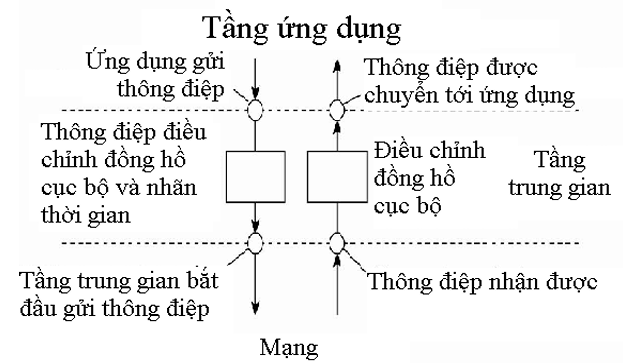 Tầng ứng dụng
Ứng dụng gửi
thông điệp
Thông điệp được
chuyển tới ứng dụng
Thông điệp điều
chỉnh đồng hồ
cục bộ và nhãn
thời gian
Điều chỉnh
đồng hồ
cục bộ
Tầng
trung gian
Tầng trung gian bắt
đầu gửi thông điệp
Thông điệp nhận được
Mạng